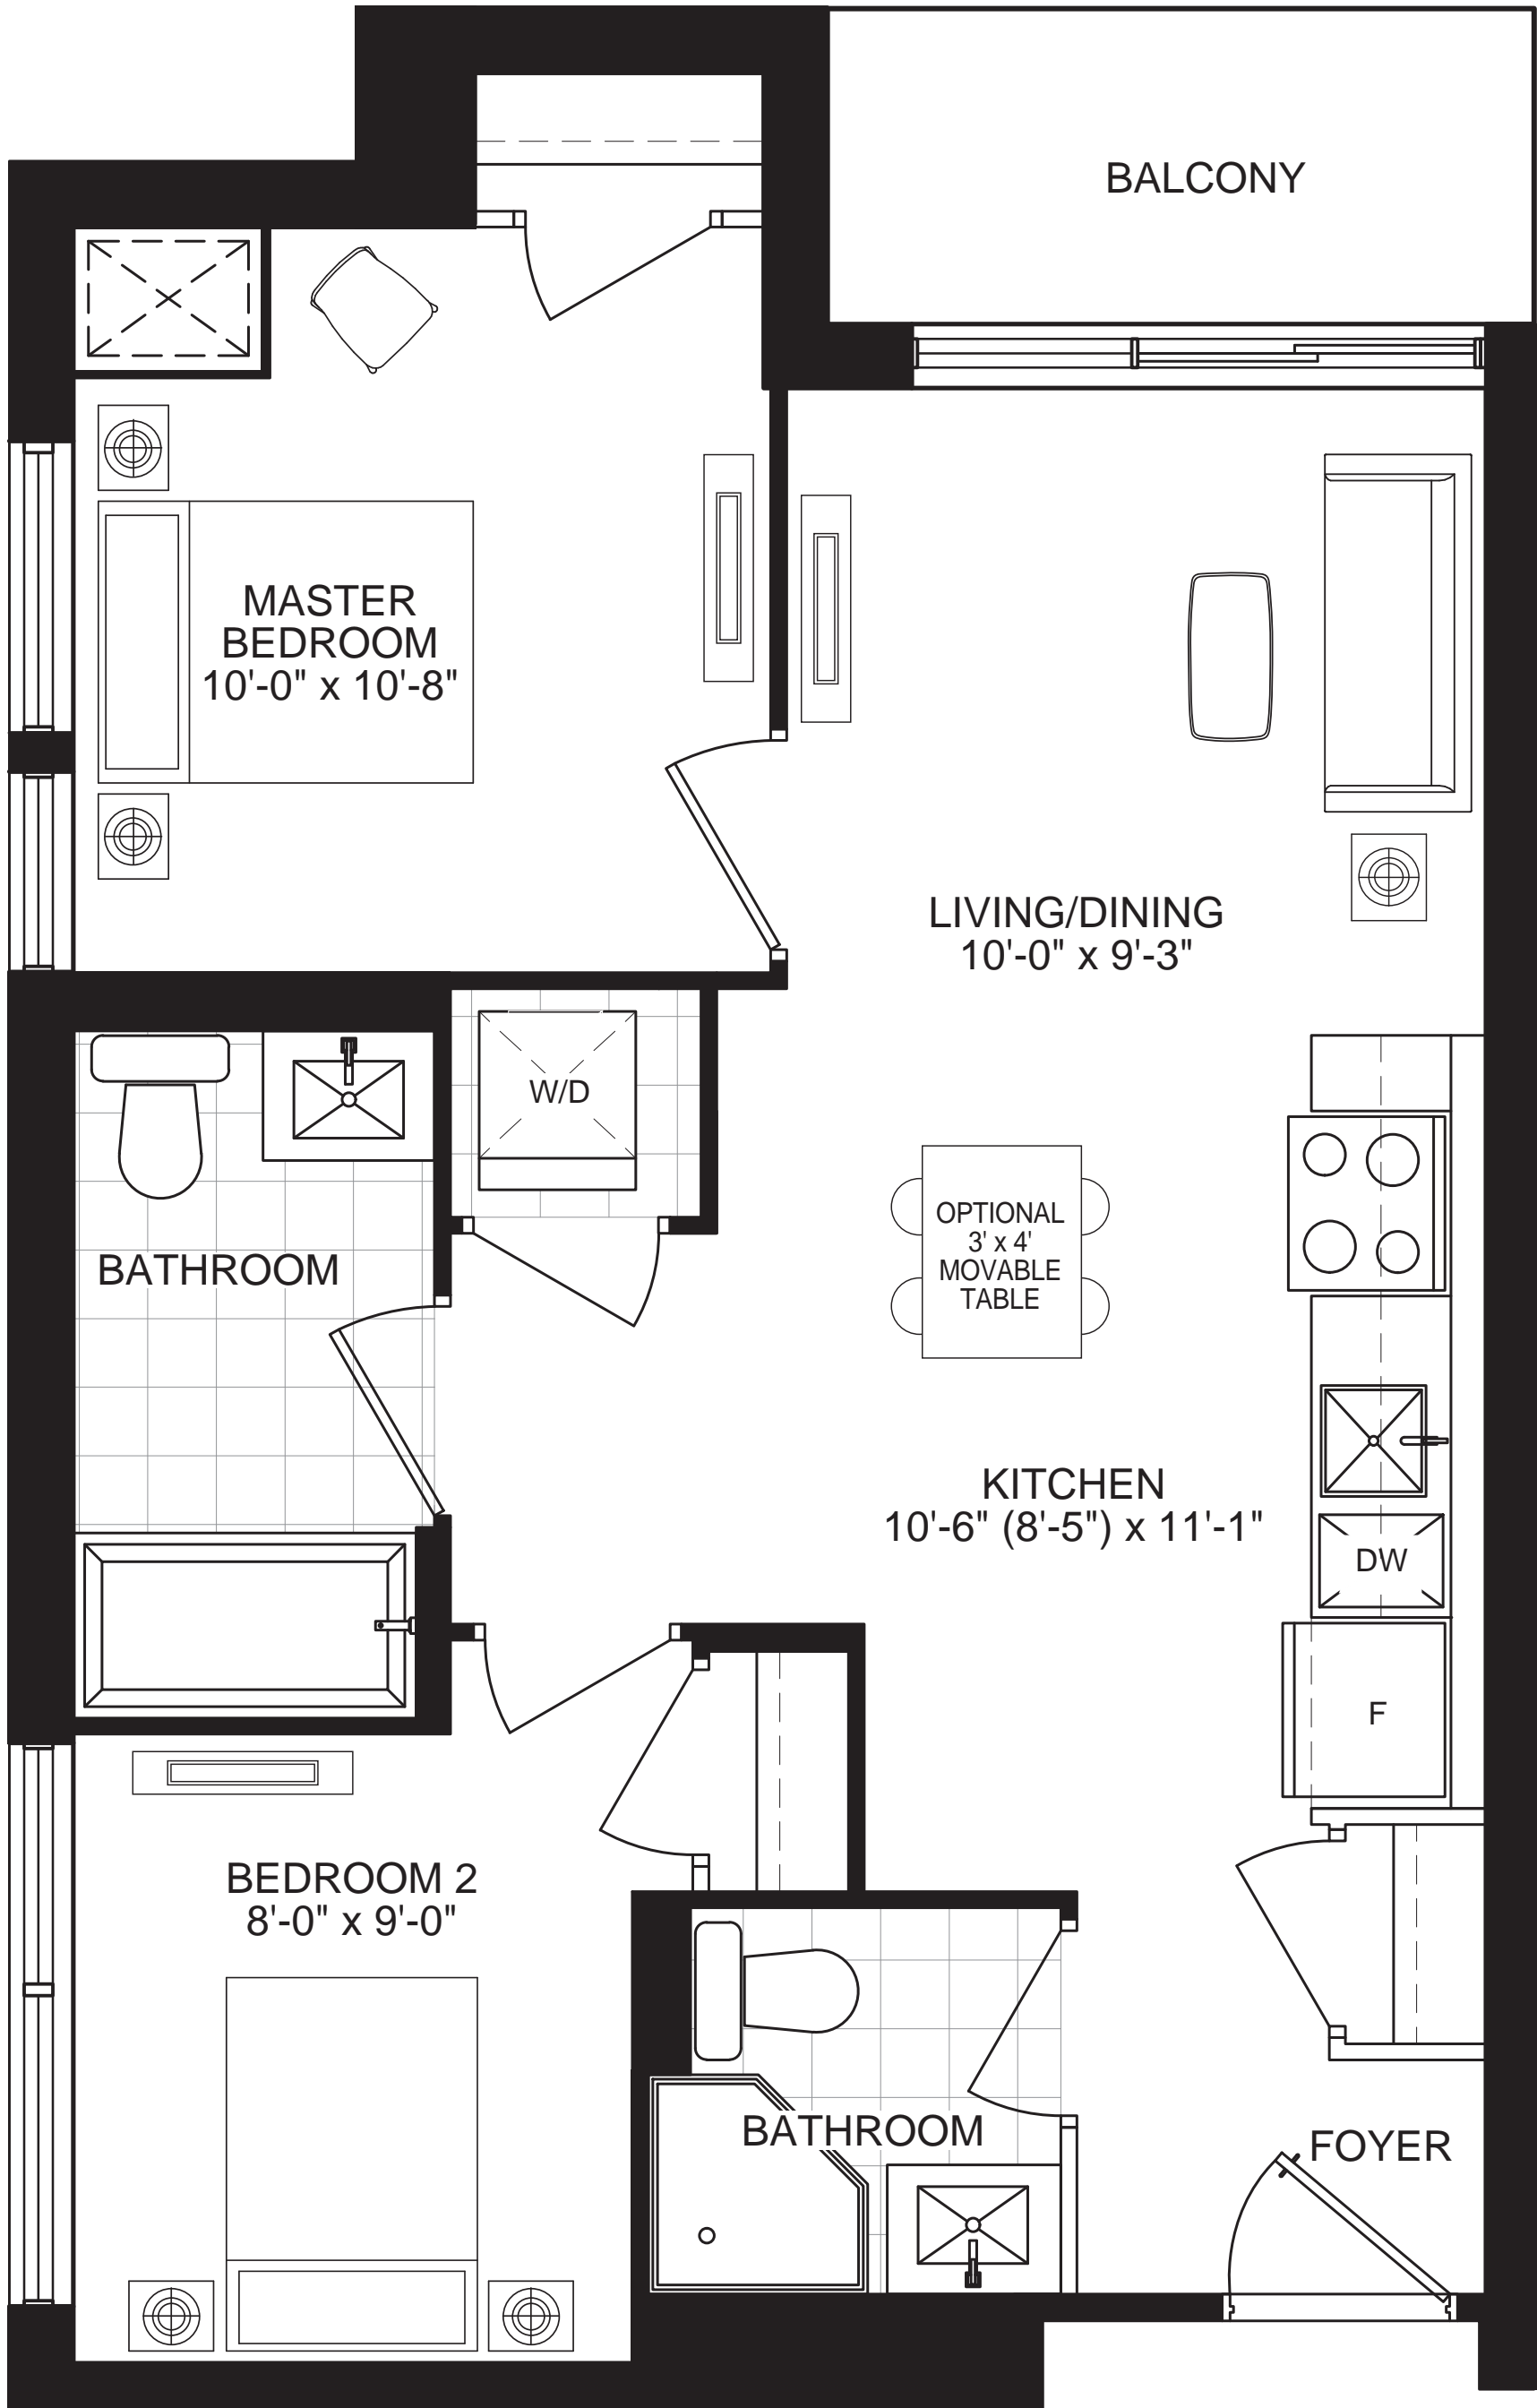 BALCONY
MASTER
BEDROOM
10'-0" x 10'-8"
LIVING/DINING
10'-0" x 9'-3"
W/D
OPTIONAL
3' x 4'
MOVABLE
TABLE
BATHROOM
KITCHEN
10'-6" (8'-5") x 11'-1"
DW
F
BEDROOM 2
8'-0" x 9'-0"
BATHROOM
FOYER